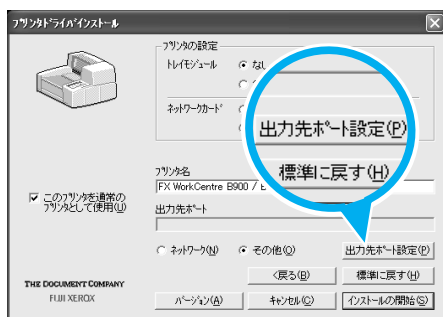 プリンタドライバインストール
プリンタの設定
トレイモジュール
な
ネットワークカード
出力先ポート設定(P)
標準に戻す(H)
プリンタ名
FX WorkCentre B900 /
このプリンタを通常の
プリンタとして使用(U)
出力先ポート
ネットワーク(N)
その他(O)
出力先ポート設定(P)
<戻る(B)
標準に戻す(H)
THE DOCUMENT COMPANY
FUJI XEROX
バージョン(A)
キャンセル(C)
インストールの開始(S)